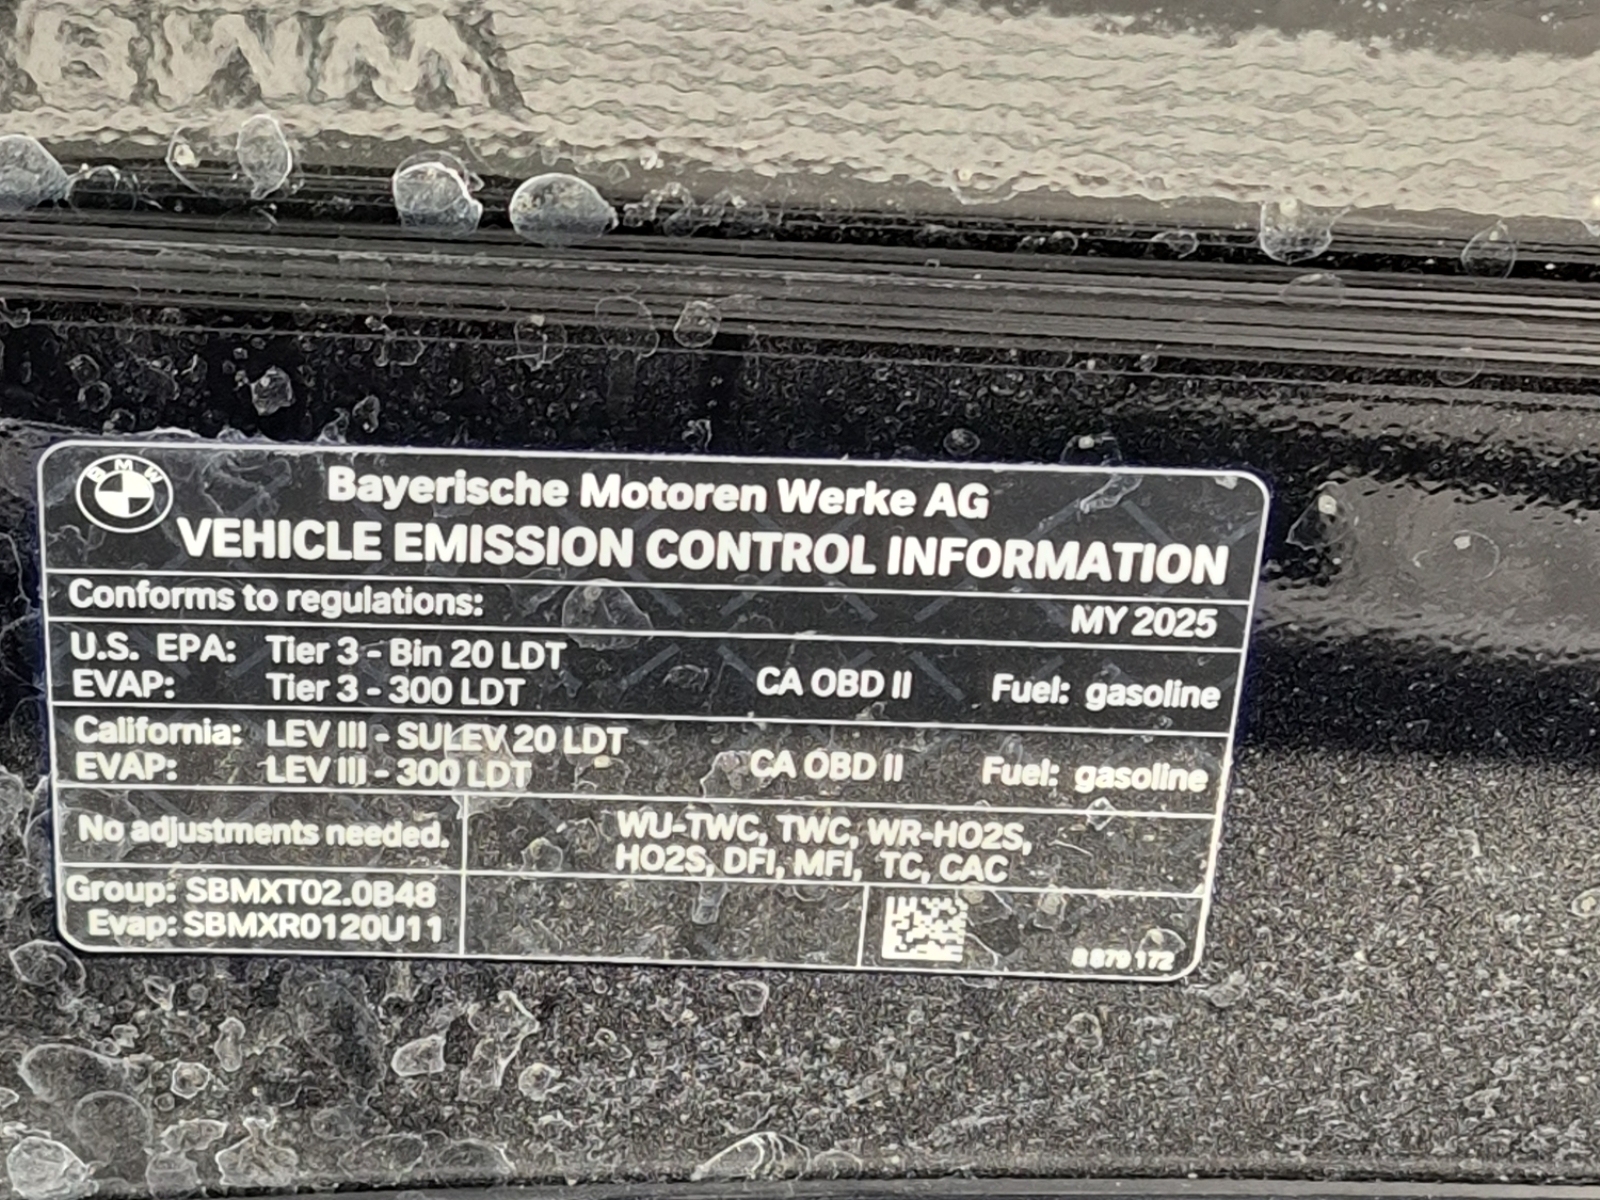 BMW
BMW
Bayerische Motoren Werke AG
VEHICLE EMISSION CONTROL INFORMATION
Conforms to regulations: MY 2025
U.S. EPA: Tier 3 - Bin 20 LDT CA OBD II Fuel: gasoline
EVAP: Tier 3 - 300 LDT
California: LEV III - SULEV 20 LDT CA OBD II Fuel: gasoline
EVAP: LEV III - 300 LDT
No adjustments needed. WU-TWC, TWC, WR-HO2S,
HO2S, DFI, MFI, TC, CAC
Group: SBMXT02.0B48
Evap: SBMXR0120U11
8 879 172